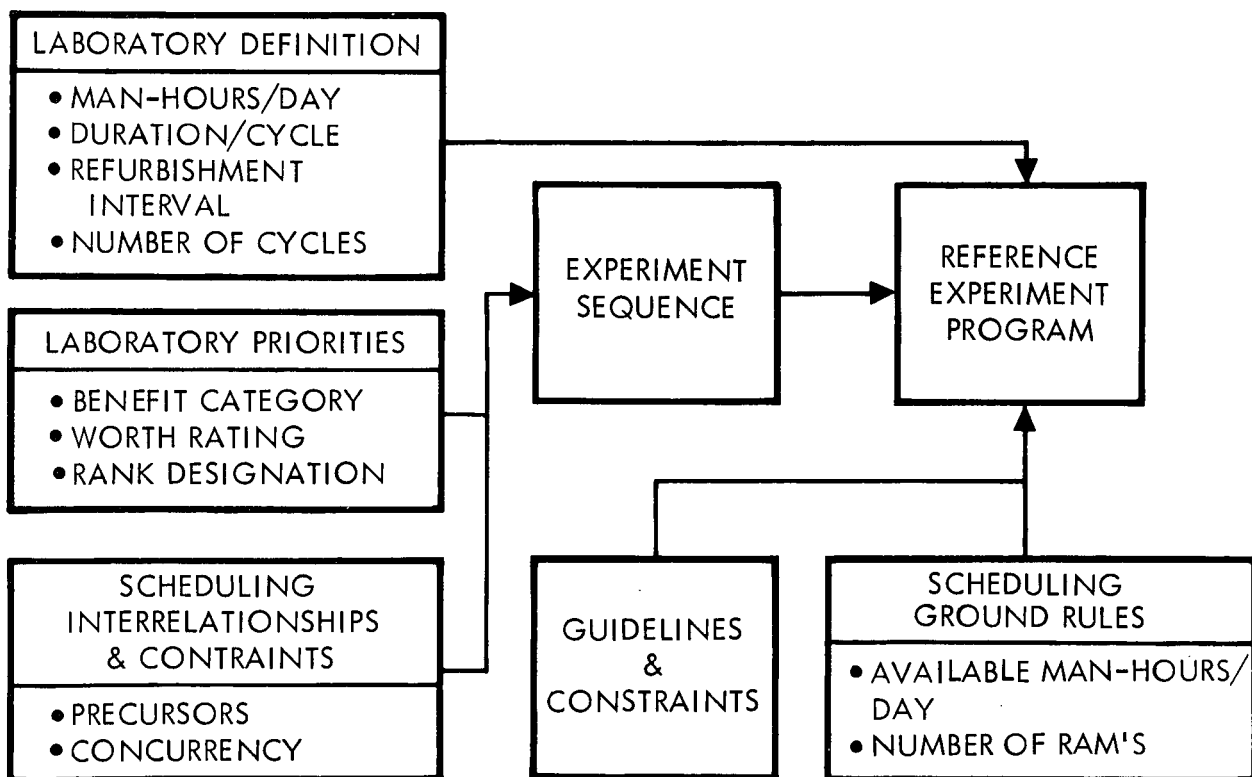 LABORATORY DEFINITION
• MAN-HOURS/DAY
• DURATION/CYCLE
• REFURBISHMENT
INTERVAL
• NUMBER OF CYCLES
LABORATORY PRIORITIES
• BENEFIT CATEGORY
• WORTH RATING
• RANK DESIGNATION
SCHEDULING
INTERRELATIONSHIPS
& CONTRAINTS
• PRECURSORS
• CONCURRENCY
EXPERIMENT
SEQUENCE
REFERENCE
EXPERIMENT
PROGRAM
GUIDELINES
&
CONSTRAINTS
SCHEDULING
GROUND RULES
• AVAILABLE MAN-HOURS/
DAY
• NUMBER OF RAM'S